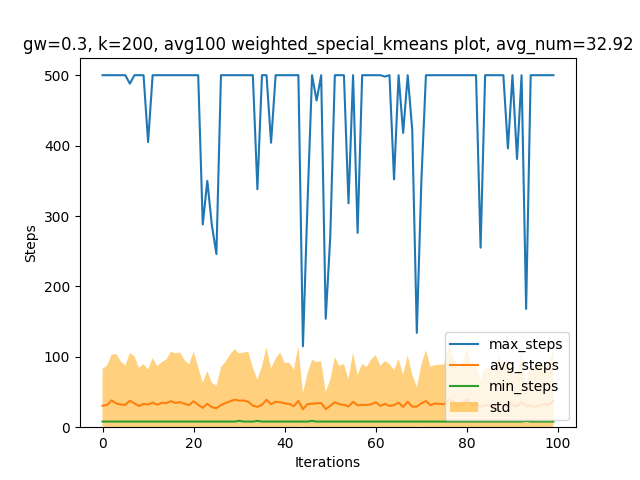 gw=0.3, k=200, avg100 weighted_special_kmeans plot, avg_num=32.92
500
400
300
200
100
0
Steps
max_steps
avg_steps
min_steps
std
0
20
40
60
80
100
Iterations